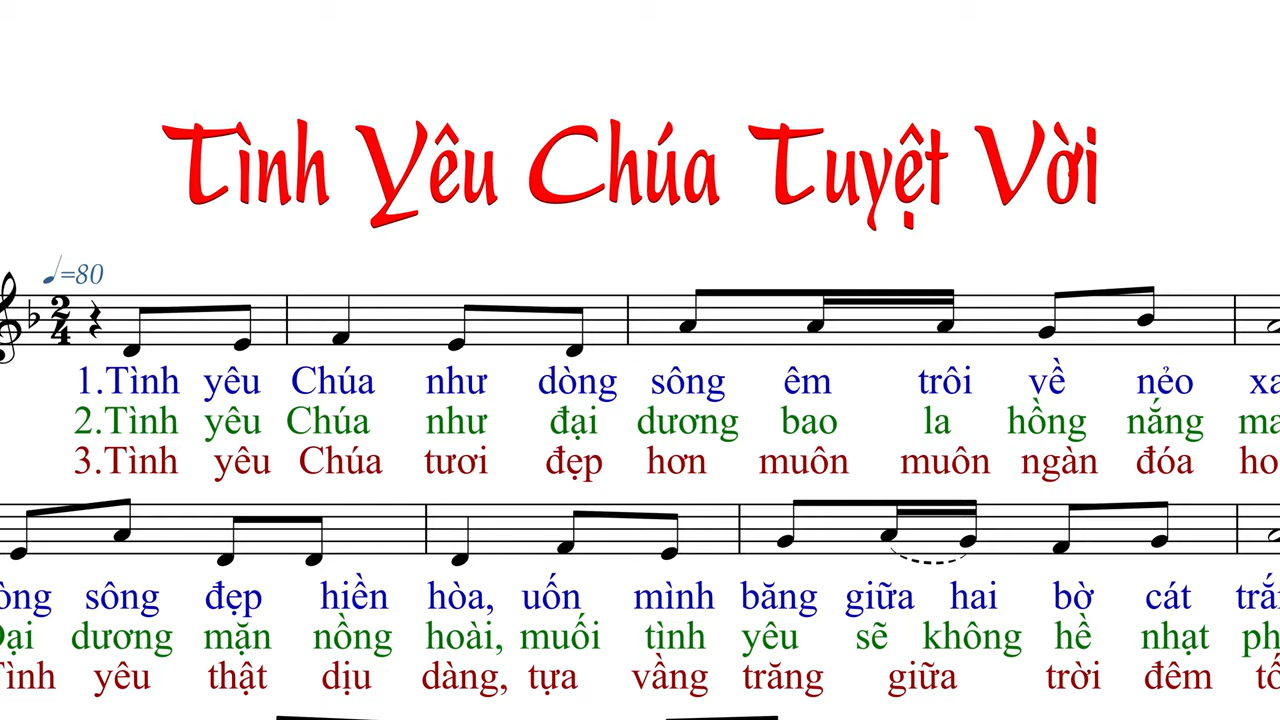 Tình Yêu Chúa Tuyệt Vời
=80
2
4
1.Tình yêu Chúa như dòng sông êm trôi về nẻo
2.Tình yêu Chúa như đại dương bao la hồng nắng
3.Tình yêu Chúa tươi đẹp hơn muôn muôn ngàn đóa
sông đẹp hiền hòa, uốn mình băng giữa hai bờ cát
dương mặn nồng hoài, muối tình yêu sẽ không hề nhạt
yêu thật dịu dàng, tựa vầng trăng giữa trời đêm